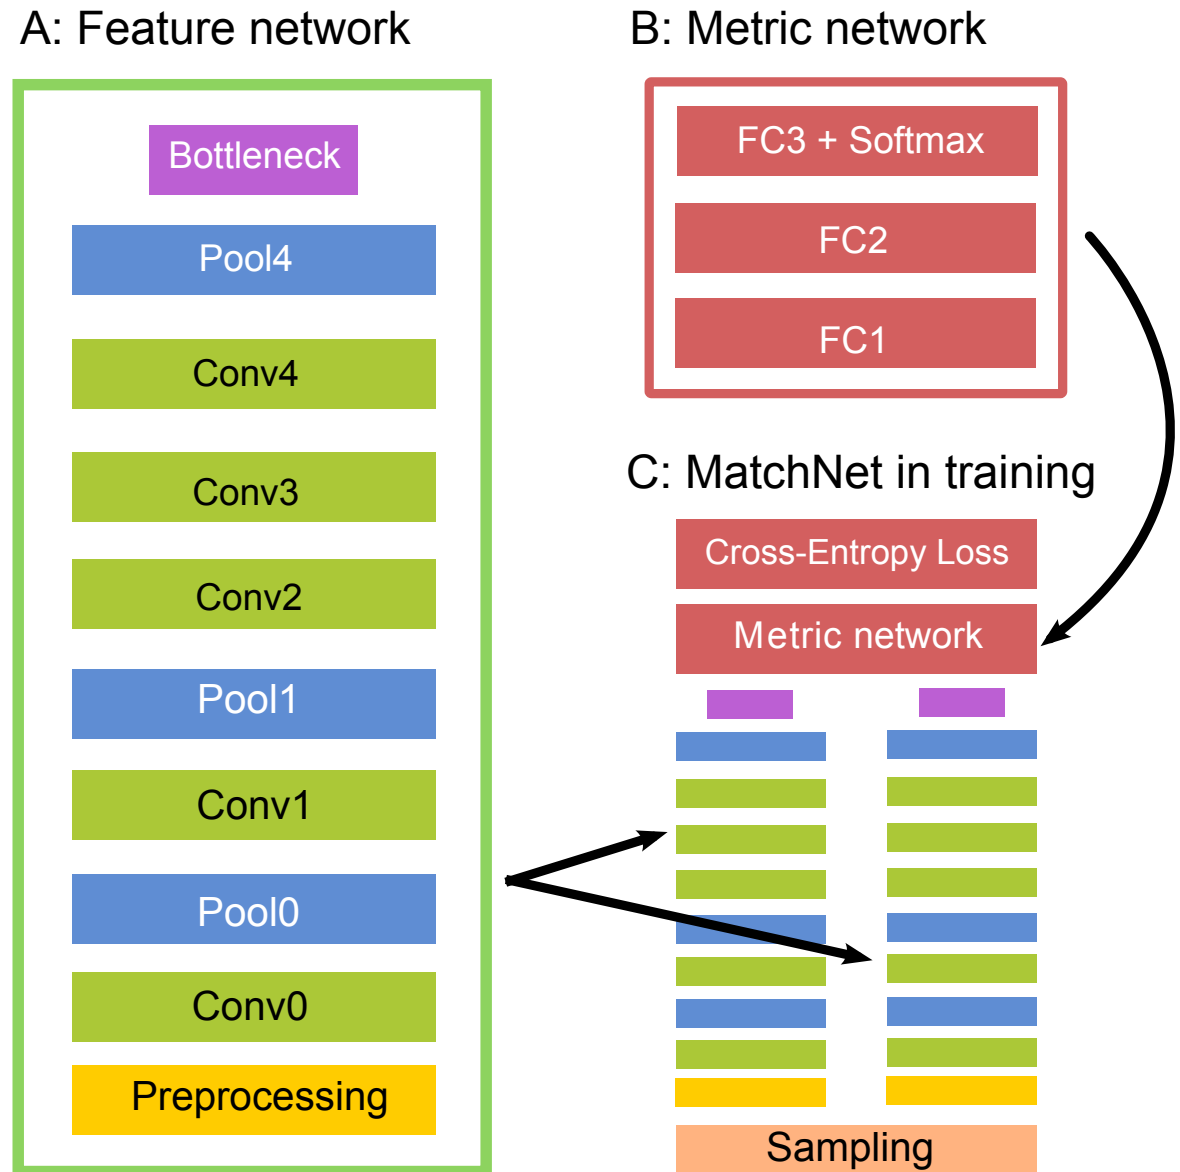 A: Feature network
Bottleneck
Pool4
Conv4
Conv3
Conv2
Pool1
Conv1
Pool0
Conv0
Preprocessing
B: Metric network
FC3 + Softmax
FC2
FC1
C: MatchNet in training
Cross-Entropy Loss
Metric network
Sampling